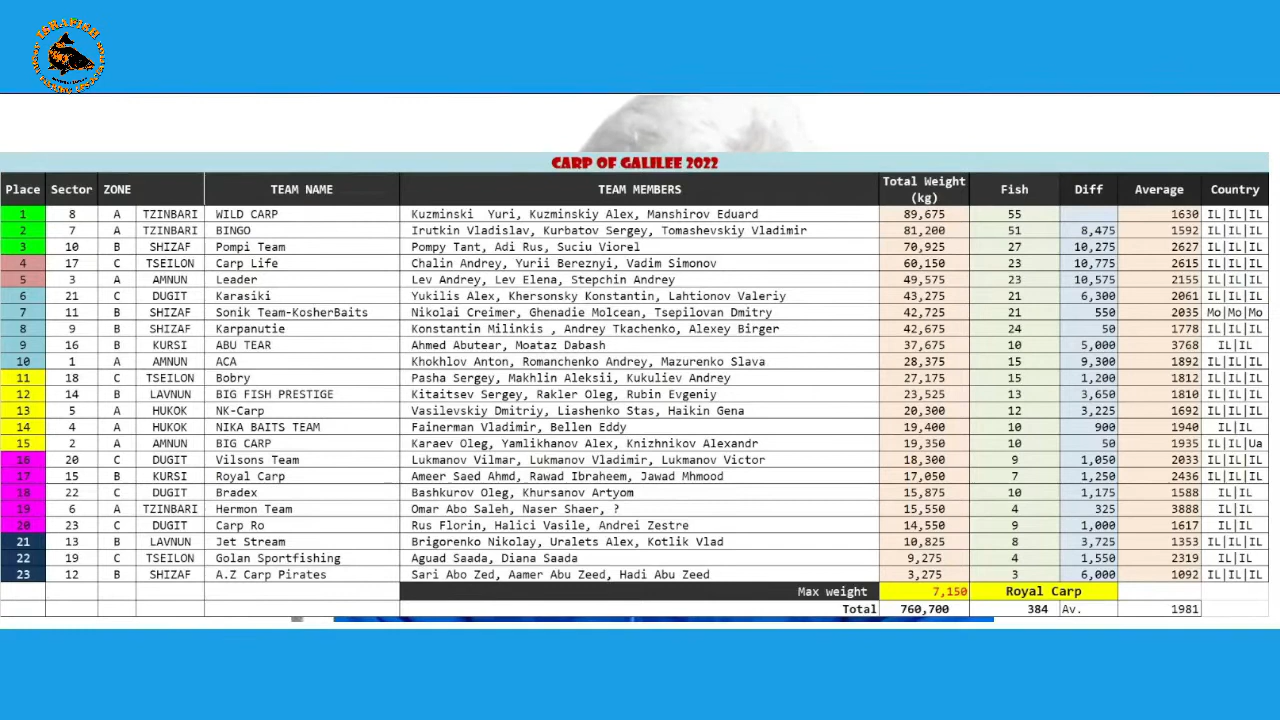 ISRAFISH
CARP OF GALILEE 2022
Place Sector ZONE TEAM NAME TEAM MEMBERS Total Weight (kg) Fish Diff Average Country
1 8 A TZINBARI WILD CARP Kuzminski Yuri, Kuzminskiy Alex, Manshirov Eduard 89,675 55 1630 IL|IL|IL
2 7 A TZINBARI BINGO Irutkin Vladislav, Kurbatov Sergey, Tomashevskiy Vladimir 81,200 51 8,475 1592 IL|IL|IL
3 10 B SHIZAF Pompi Team Pompy Tant, Adi Rus, Suciu Viorel 70,925 27 10,275 2627 IL|IL|IL
4 17 C TSEILON Carp Life Chalin Andrey, Yurii Bereznyi, Vadim Simonov 60,150 23 10,775 2615 IL|IL|IL
5 3 A AMNUN Leader Lev Andrey, Lev Elena, Stepchin Andrey 49,575 23 10,575 2155 IL|IL|IL
6 21 C DUGIT Karasiki Yukilis Alex, Khersonsky Konstantin, Lahtionov Valeriy 43,275 21 6,300 2061 IL|IL|IL
7 11 B SHIZAF Sonik Team-KosherBaits Nikolai Creimer, Ghenadie Molcean, Tsepilovan Dmitry 42,725 21 550 2035 Mo|Mo|Mo
8 9 B SHIZAF Karpanutie Konstantin Milinkis , Andrey Tkachenko, Alexey Birger 42,675 24 50 1778 IL|IL|IL
9 16 B KURSI ABU TEAR Ahmed Abutear, Moataz Dabash 37,675 10 5,000 3768 IL|IL
10 1 A AMNUN ACA Khokhlov Anton, Romanchenko Andrey, Mazurenko Slava 28,375 15 9,300 1892 IL|IL|IL
11 18 C TSEILON Bobry Pasha Sergey, Makhlin Aleksii, Kukuliev Andrey 27,175 15 1,200 1812 IL|IL|IL
12 14 B LAVNUN BIG FISH PRESTIGE Kitaitsev Sergey, Rakler Oleg, Rubin Evgeniy 23,525 13 3,650 1810 IL|IL|IL
13 5 A HUKOK NK-Carp Vasilevskiy Dmitriy, Liashenko Stas, Haikin Gena 20,300 12 3,225 1692 IL|IL|IL
14 4 A HUKOK NIKA BAITS TEAM Fainerman Vladimir, Bellen Eddy 19,400 10 900 1940 IL|IL
15 2 A AMNUN BIG CARP Karaev Oleg, Yamlikhanov Alex, Knizhnikov Alexandr 19,350 10 50 1935 IL|IL|Ua
16 20 C DUGIT Vilsons Team Lukmanov Vilmar, Lukmanov Vladimir, Lukmanov Victor 18,300 9 1,050 2033 IL|IL|IL
17 15 B KURSI Royal Carp Ameer Saed Ahmd, Rawad Ibraheem, Jawad Mhmood 17,050 7 1,250 2436 IL|IL|IL
18 22 C DUGIT Bradex Bashkurov Oleg, Khursanov Artyom 15,875 10 1,175 1588 IL|IL
19 6 A TZINBARI Hermon Team Omar Abo Saleh, Naser Shaer, ? 15,550 4 325 3888 IL|IL
20 23 C DUGIT Carp Ro Rus Florin, Halici Vasile, Andrei Zestre 14,550 9 1,000 1617 IL|IL
21 13 B LAVNUN Jet Stream Brigorenko Nikolay, Uralets Alex, Kotlik Vlad 10,825 8 3,725 1353 IL|IL|IL
22 19 C TSEILON Golan Sportfishing Aguad Saada, Diana Saada 9,275 4 1,550 2319 IL|IL
23 12 B SHIZAF A.Z Carp Pirates Sari Abo Zed, Aamer Abu Zeed, Hadi Abu Zeed 3,275 3 6,000 1092 IL|IL|IL
Max weight 7,150 Royal Carp
Total 760,700 384 Av. 1981